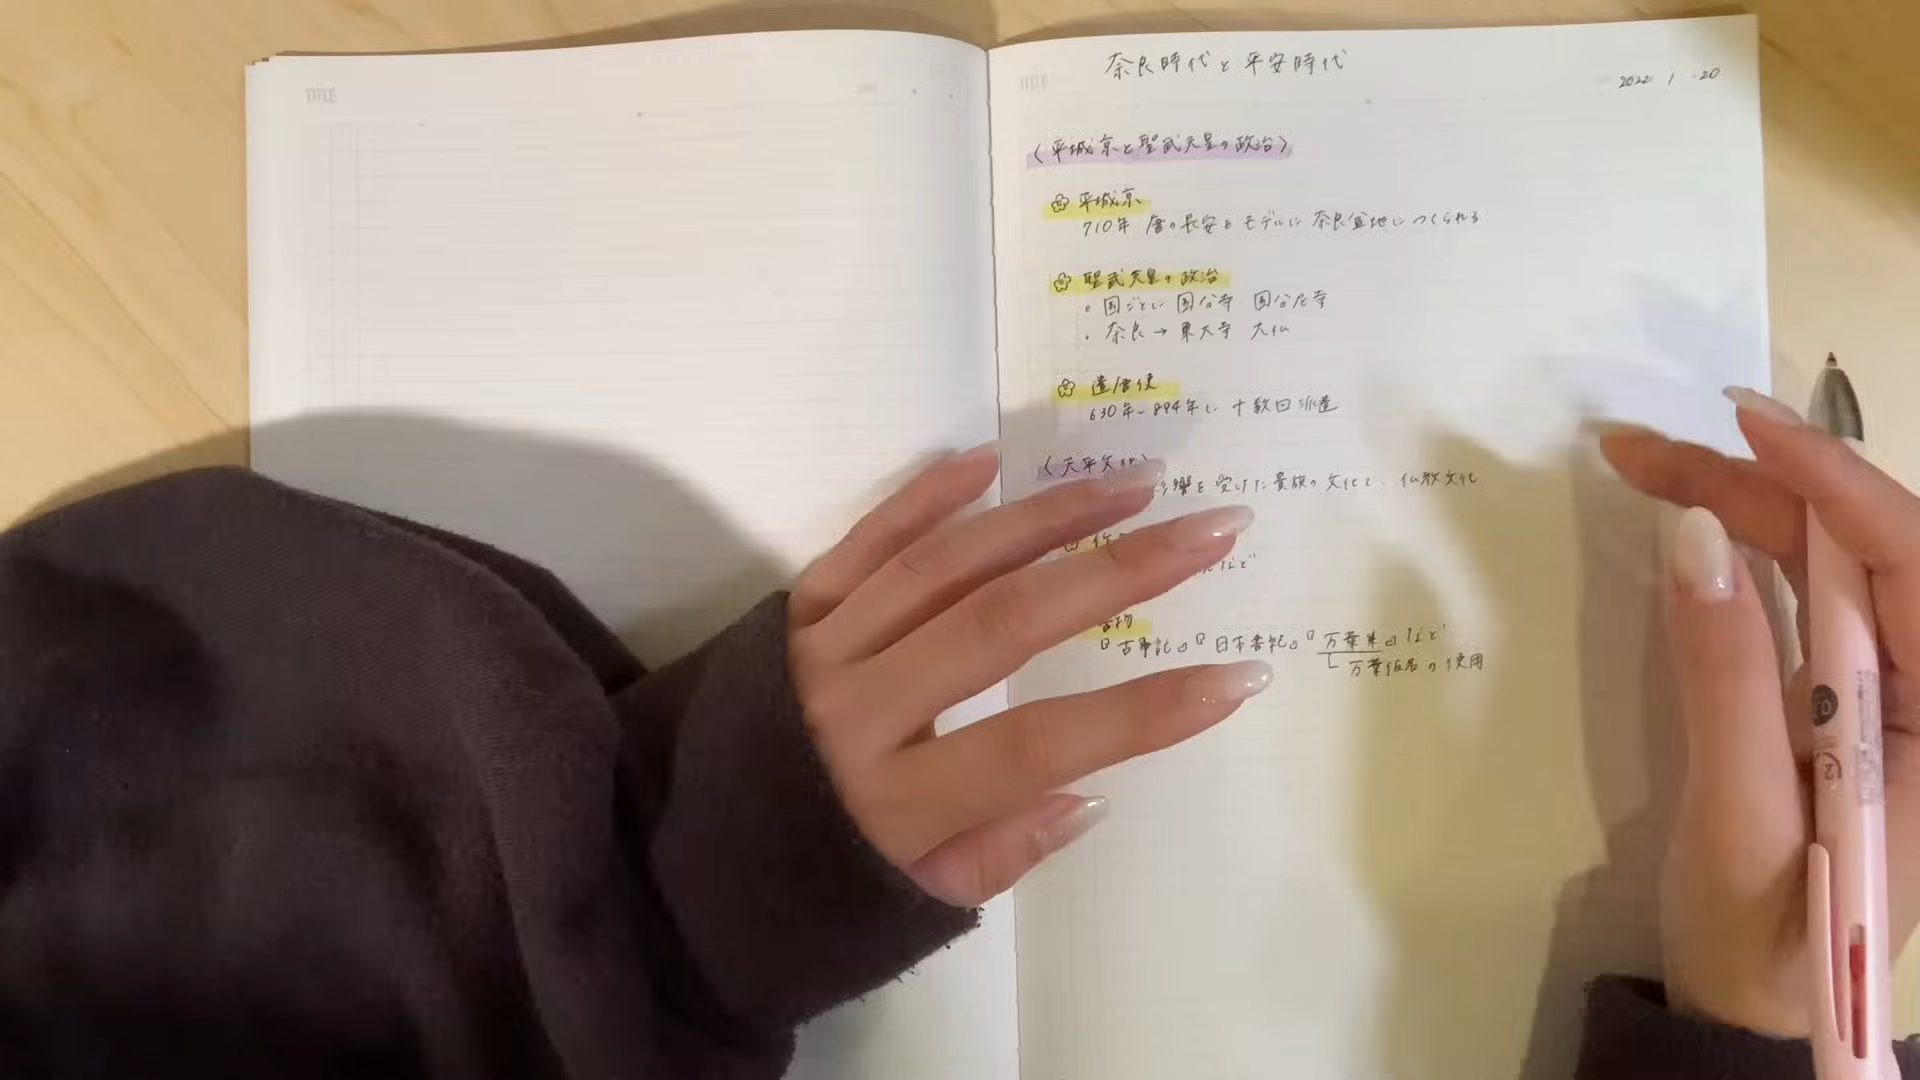 TITLE
TITLE
奈良時代と平安時代
2022 1 20
〈平城京と聖武天皇の政治〉
平城京
710年 唐の長安をモデルに 奈良盆地につくられる
聖武天皇の政治
国ごとに 国分寺 国分尼寺
奈良→東大寺 大仏
遣唐使
630年~894年に 十数回派遣
〈天平文化〉
影響を受けた貴族の文化と、仏教文化
など
書物
『古事記』『日本書紀』『万葉集』など
万葉仮名の使用